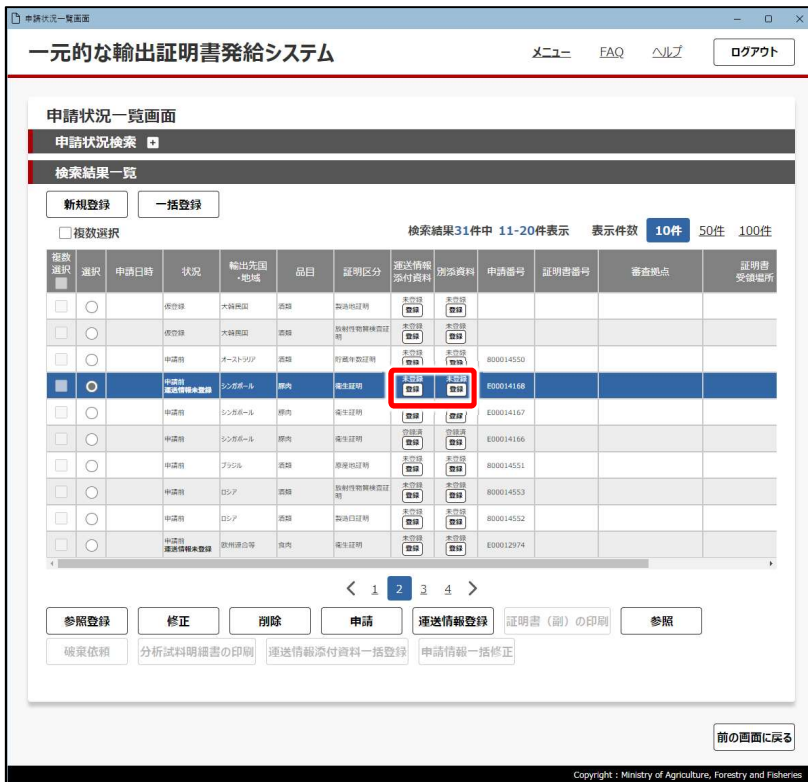 申請状況一覧画面
一元的な輸出証明書発給システム
メニュー FAQ ヘルプ ログアウト
申請状況一覧画面
申請状況検索
検索結果一覧
新規登録 一括登録
複数選択 検索結果31件中 11-20件表示 表示件数 10件 50件 100件
複数選択 選択 申請日時 状況 輸出先国・地域 品目 証明区分 運送情報添付資料 別添資料 申請番号 証明書番号 審査拠点 証明書受領場所
仮登録 大韓民国 酒類 製造地証明 未登録 登録 未登録 登録
仮登録 大韓民国 酒類 放射性物質検査証明 未登録 登録 未登録 登録
申請前 オーストラリア 酒類 貯蔵年数証明 未登録 登録 未登録 登録 800014550
申請前 運送情報未登録 シンガポール 豚肉 衛生証明 未登録 登録 未登録 登録 E00014168
申請前 シンガポール 豚肉 衛生証明 登録 登録 E00014167
申請前 シンガポール 豚肉 衛生証明 登録済 登録 登録済 登録 E00014166
申請前 ブラジル 酒類 原産地証明 未登録 登録 未登録 登録 800014551
申請前 ロシア 酒類 放射性物質検査証明 未登録 登録 未登録 登録 800014553
申請前 ロシア 酒類 製造日証明 未登録 登録 未登録 登録 800014552
申請前 運送情報未登録 欧州連合等 食肉 衛生証明 未登録 登録 未登録 登録 E00012974
1 2 3 4
参照登録 修正 削除 申請 運送情報登録 証明書（副）の印刷 参照
破棄依頼 分析試料明細書の印刷 運送情報添付資料一括登録 申請情報一括修正
前の画面に戻る
Copyright : Ministry of Agriculture, Forestry and Fisheries